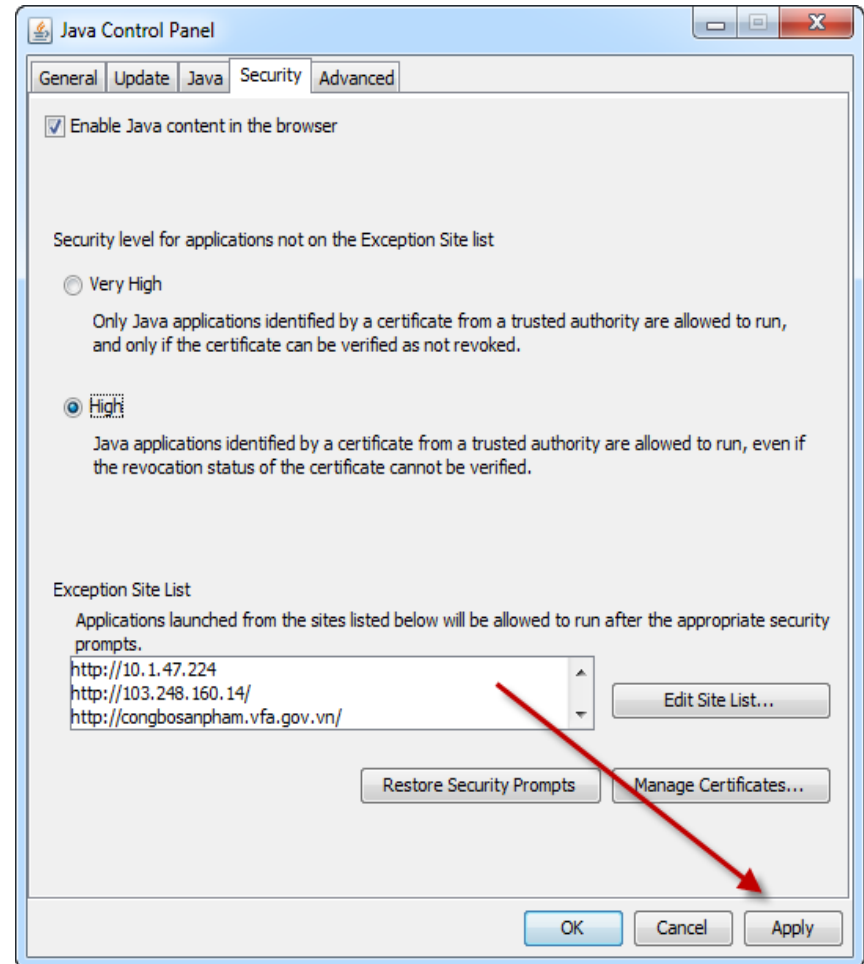 Java Control Panel
General Update Java Security Advanced
Enable Java content in the browser
Security level for applications not on the Exception Site list
Very High
Only Java applications identified by a certificate from a trusted authority are allowed to run,
and only if the certificate can be verified as not revoked.
High
Java applications identified by a certificate from a trusted authority are allowed to run, even if
the revocation status of the certificate cannot be verified.
Exception Site List
Applications launched from the sites listed below will be allowed to run after the appropriate security
prompts.
http://10.1.47.224
http://103.248.160.14/
http://congbosanpham.vfa.gov.vn/
Edit Site List...
Restore Security Prompts Manage Certificates...
OK Cancel Apply